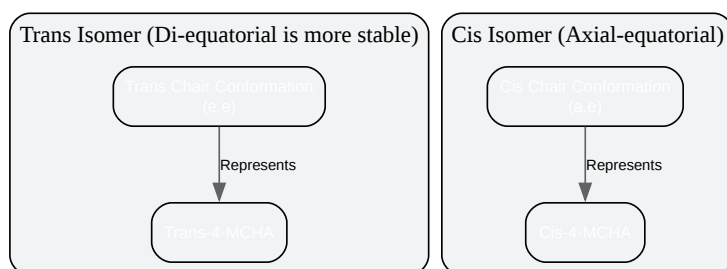 Trans Isomer (Di-equatorial is more stable)
Trans Chair Conformation
(e,e)
Represents
Trans-4-MCHA
Cis Isomer (Axial-equatorial)
Cis Chair Conformation
(a,e)
Represents
Cis-4-MCHA